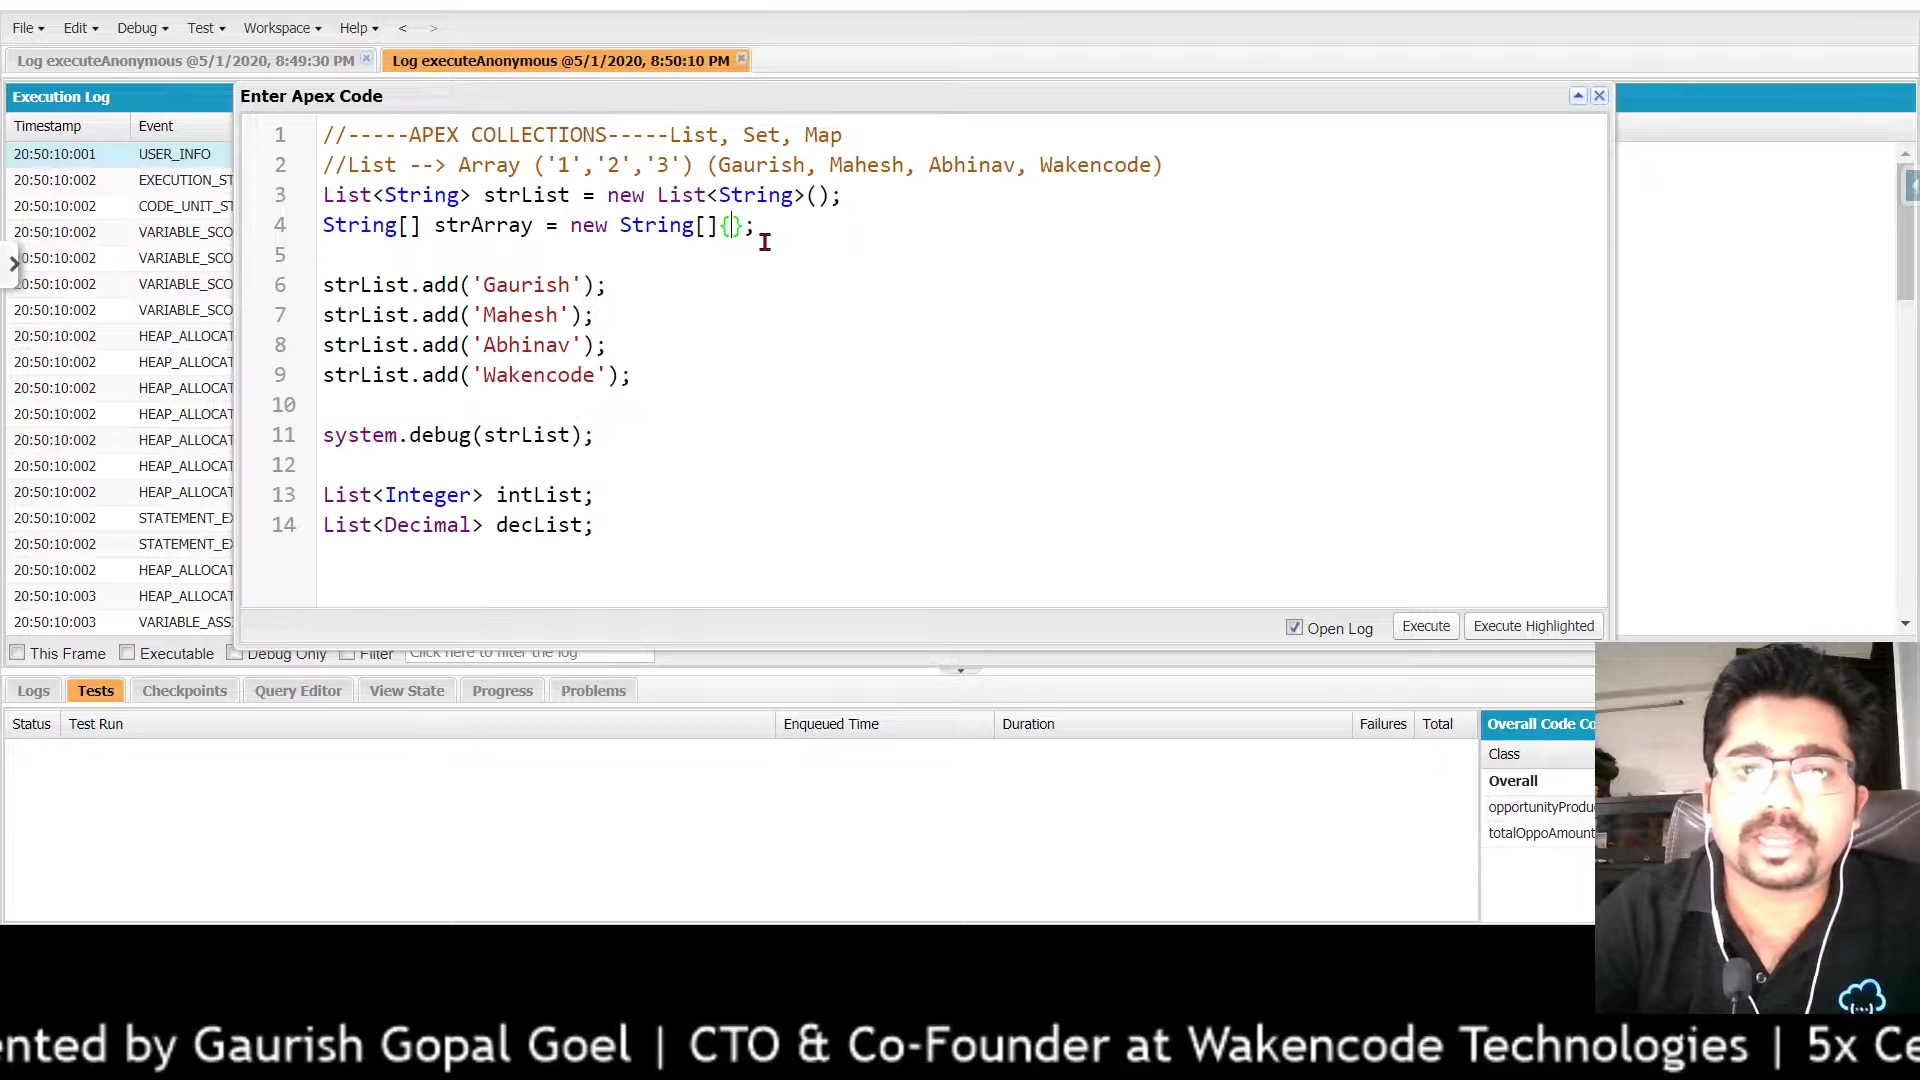 File Edit Debug Test Workspace Help < >
Log executeAnonymous @5/1/2020, 8:49:30 PM Log executeAnonymous @5/1/2020, 8:50:10 PM
Execution Log
Timestamp Event
20:50:10:001 USER_INFO
20:50:10:002 EXECUTION_ST
20:50:10:002 CODE_UNIT_ST
20:50:10:002 VARIABLE_SCO
20:50:10:002 VARIABLE_SCO
20:50:10:002 VARIABLE_SCO
20:50:10:002 VARIABLE_SCO
20:50:10:002 HEAP_ALLOCAT
20:50:10:002 HEAP_ALLOCAT
20:50:10:002 HEAP_ALLOCAT
20:50:10:002 HEAP_ALLOCAT
20:50:10:002 HEAP_ALLOCAT
20:50:10:002 HEAP_ALLOCAT
20:50:10:002 HEAP_ALLOCAT
20:50:10:002 STATEMENT_EX
20:50:10:002 STATEMENT_EX
20:50:10:002 HEAP_ALLOCAT
20:50:10:003 HEAP_ALLOCAT
20:50:10:003 VARIABLE_ASS
Enter Apex Code
1 //-----APEX COLLECTIONS-----List, Set, Map
2 //List --> Array ('1','2','3') (Gaurish, Mahesh, Abhinav, Wakencode)
3 List<String> strList = new List<String>();
4 String[] strArray = new String[]{};
5
6 strList.add('Gaurish');
7 strList.add('Mahesh');
8 strList.add('Abhinav');
9 strList.add('Wakencode');
10
11 system.debug(strList);
12
13 List<Integer> intList;
14 List<Decimal> decList;
Open Log Execute Execute Highlighted
This Frame Executable Debug Only Filter Click here to filter the log
Logs Tests Checkpoints Query Editor View State Progress Problems
Status Test Run Enqueued Time Duration Failures Total
Overall Code Co
Class
Overall
opportunityProdu
totalOppoAmount
ented by Gaurish Gopal Goel | CTO & Co-Founder at Wakencode Technologies | 5x Ce